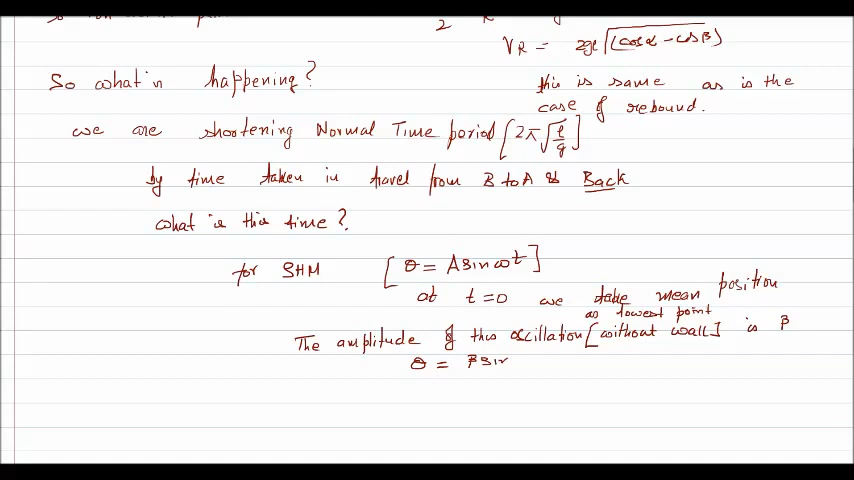 2
VR = 2gl √(cosα - cosβ)
So what is happening?
this is same as is the
case of rebound.
we are shortening Normal Time period [2π√(l/g)]
by time taken in travel from B to A & Back
what is this time?
for SHM [θ = A sin ωt]
at t = 0 we take mean position
as lowest point
The amplitude of this oscillation [without wall] is β
θ = β sin